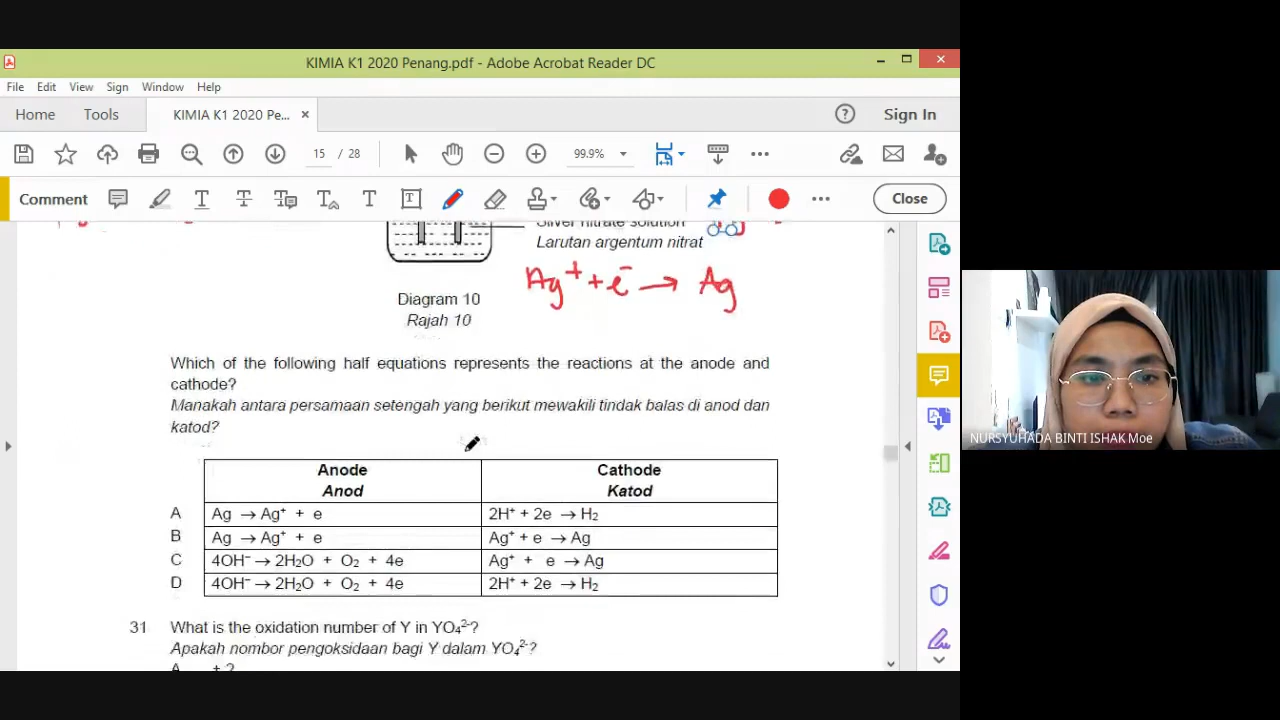 KIMIA K1 2020 Penang.pdf - Adobe Acrobat Reader DC
File Edit View Sign Window Help
Home Tools KIMIA K1 2020 Pe... × Sign In
15 / 28 99.9%
Comment Close
Silver nitrate solution
Larutan argentum nitrat
Ag⁺ + e⁻ → Ag
Diagram 10
Rajah 10
Which of the following half equations represents the reactions at the anode and
cathode?
Manakah antara persamaan setengah yang berikut mewakili tindak balas di anod dan
katod?
Anode Cathode
Anod Katod
A Ag → Ag⁺ + e 2H⁺ + 2e → H₂
B Ag → Ag⁺ + e Ag⁺ + e → Ag
C 4OH⁻ → 2H₂O + O₂ + 4e Ag⁺ + e → Ag
D 4OH⁻ → 2H₂O + O₂ + 4e 2H⁺ + 2e → H₂
31 What is the oxidation number of Y in YO₄²⁻?
Apakah nombor pengoksidaan bagi Y dalam YO₄²⁻?
NURSYUHADA BINTI ISHAK Moe